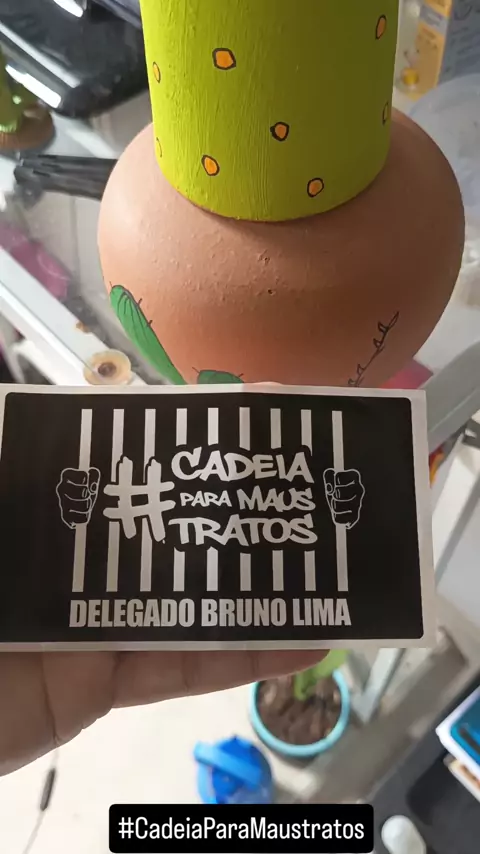 #CADEIA
PARA MAUS
TRATOS
DELEGADO BRUNO LIMA
#CadeiaParaMaustratos